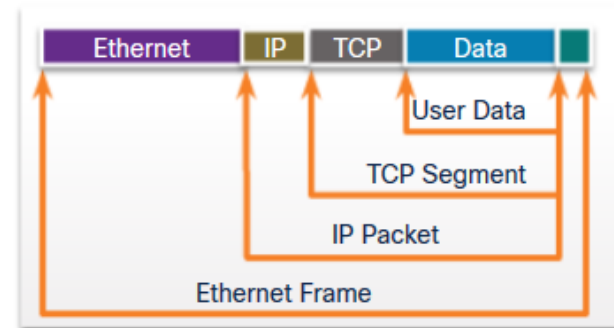 Ethernet IP TCP Data
User Data
TCP Segment
IP Packet
Ethernet Frame